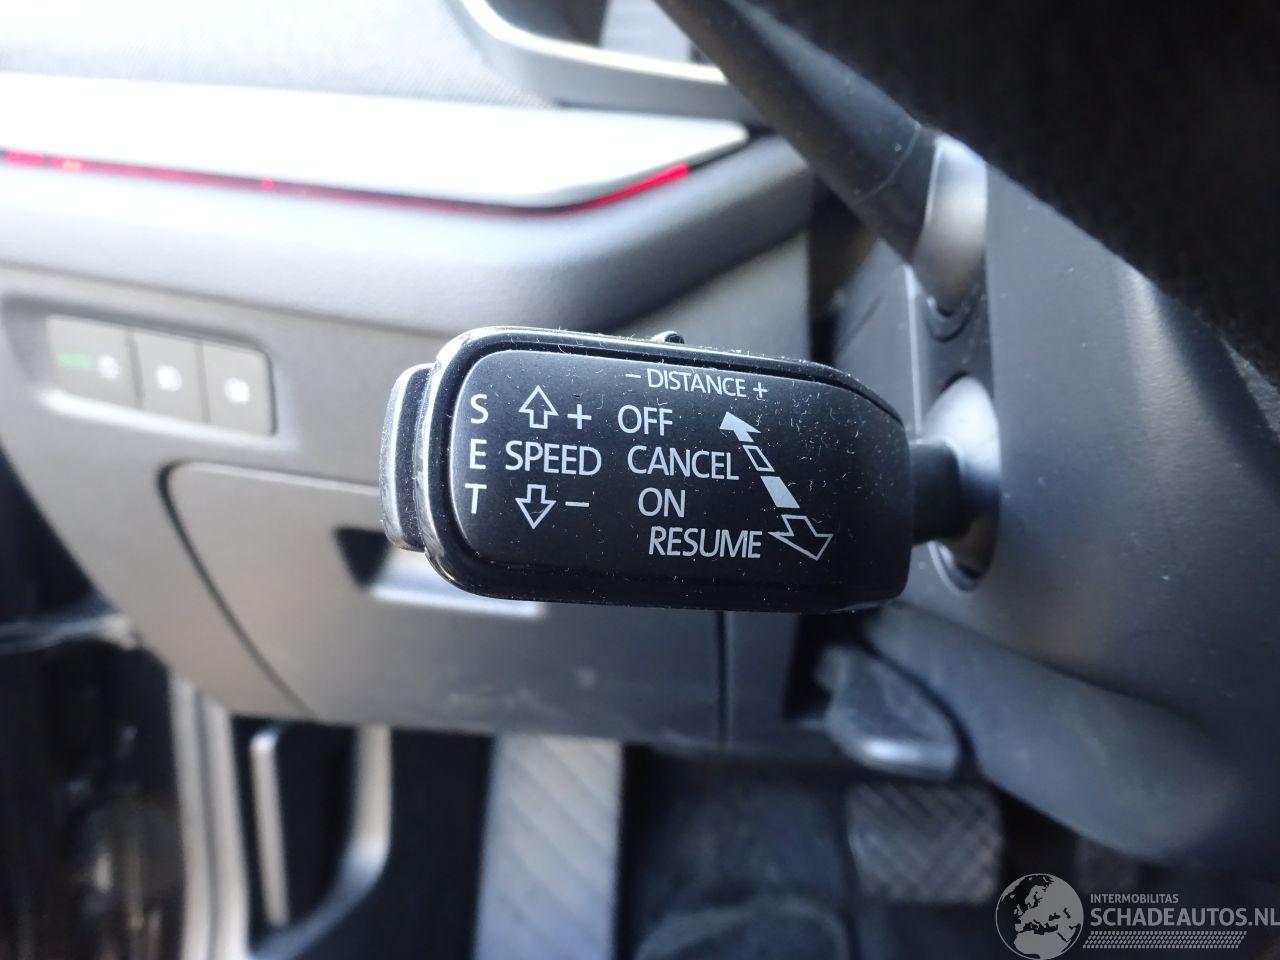 - DISTANCE +
S + OFF
E SPEED CANCEL
T - ON
RESUME
INTERMOBILITAS
SCHADEAUTOS.NL